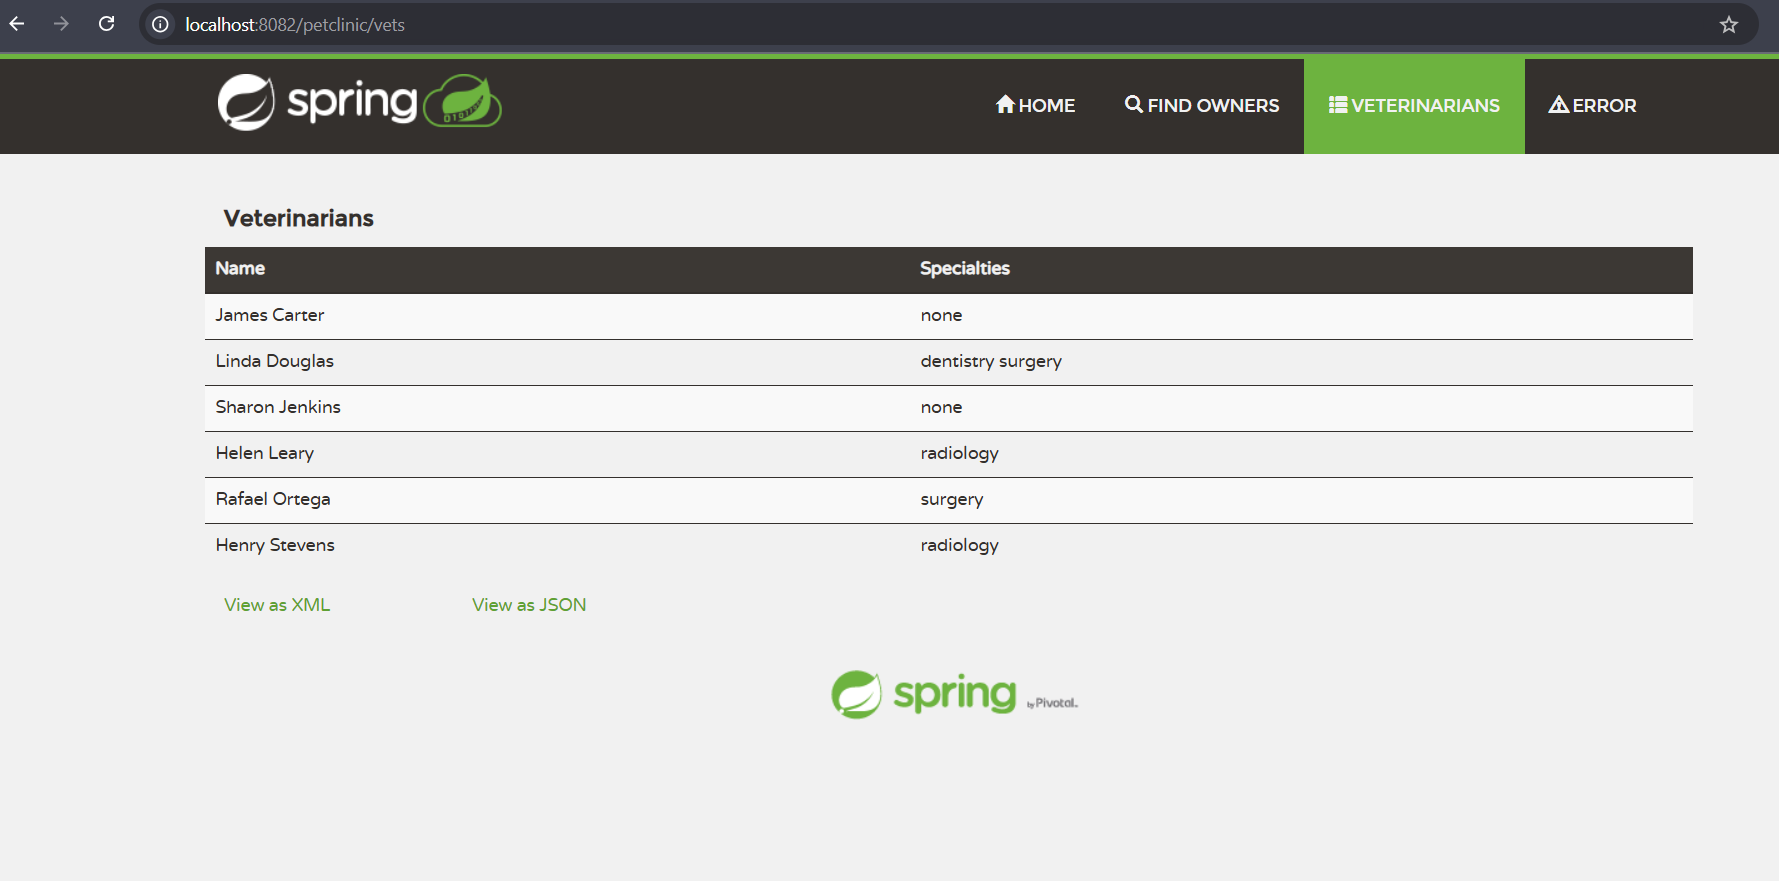 localhost:8082/petclinic/vets
spring
HOME FIND OWNERS VETERINARIANS ERROR
Veterinarians
Name Specialties
James Carter none
Linda Douglas dentistry surgery
Sharon Jenkins none
Helen Leary radiology
Rafael Ortega surgery
Henry Stevens radiology
View as XML View as JSON
spring by Pivotal